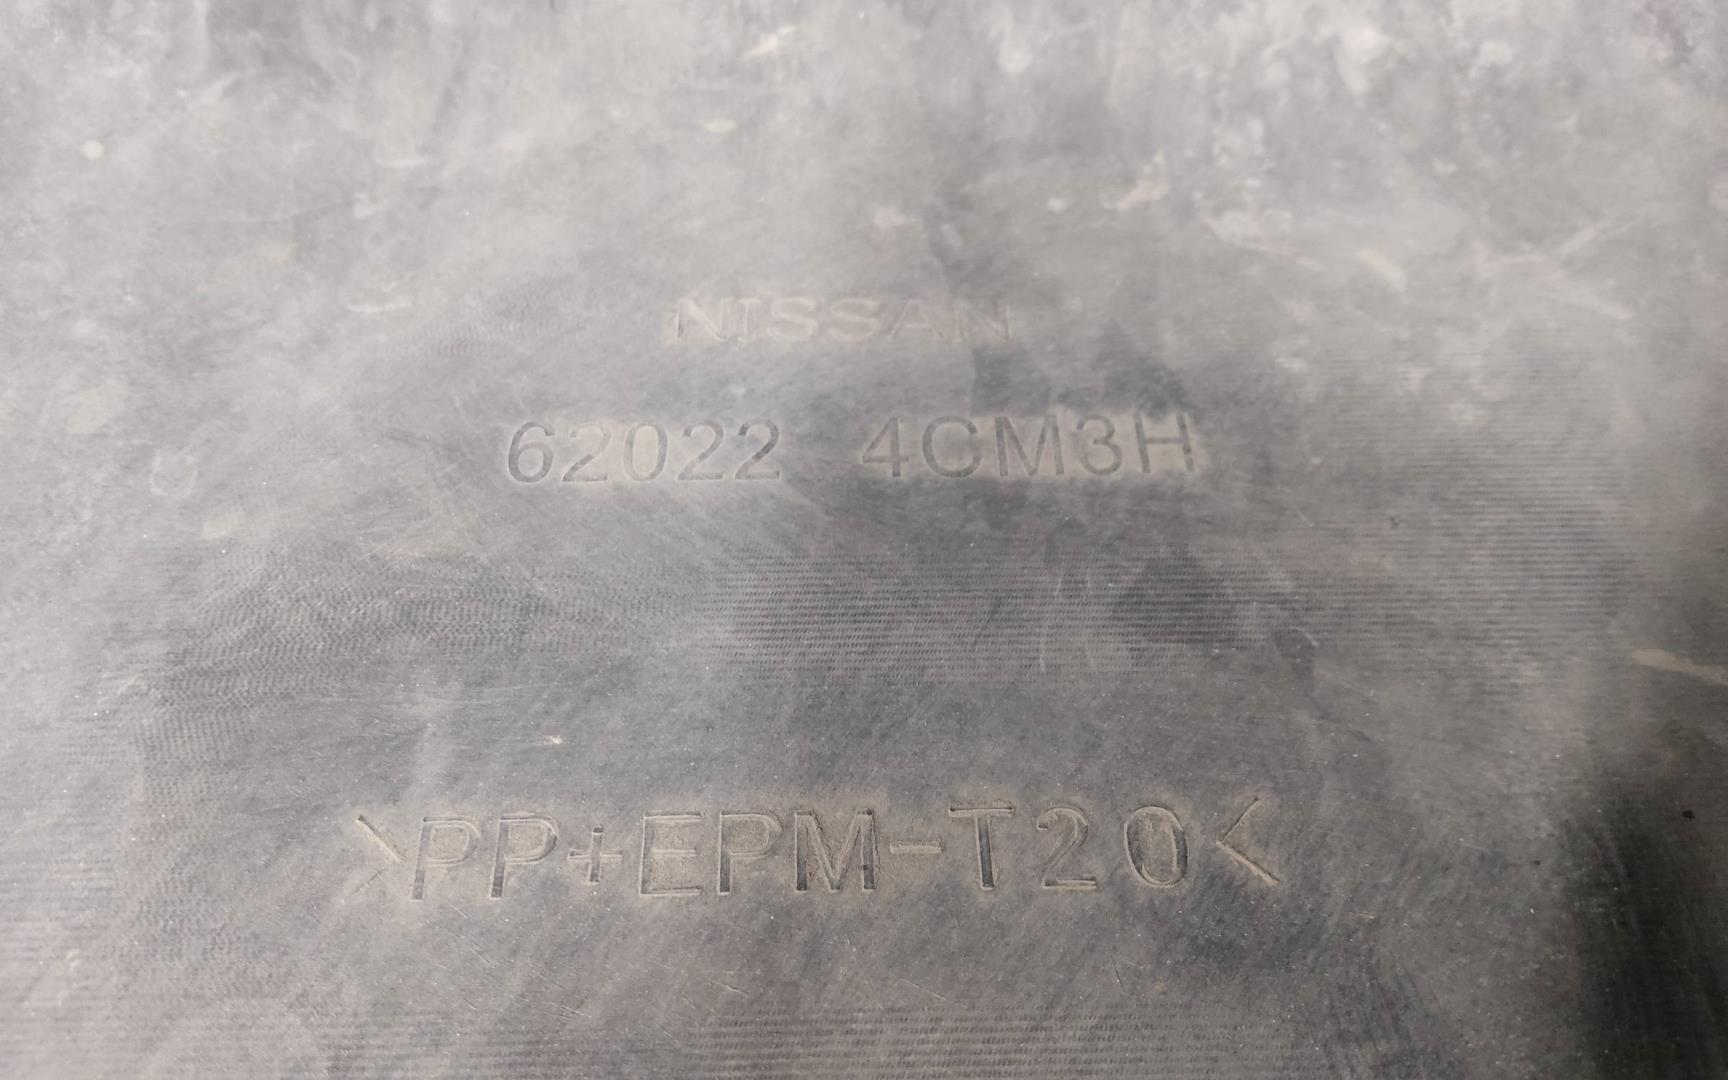 NISSAN
62022 4CM3H
>PP+EPM-T20<